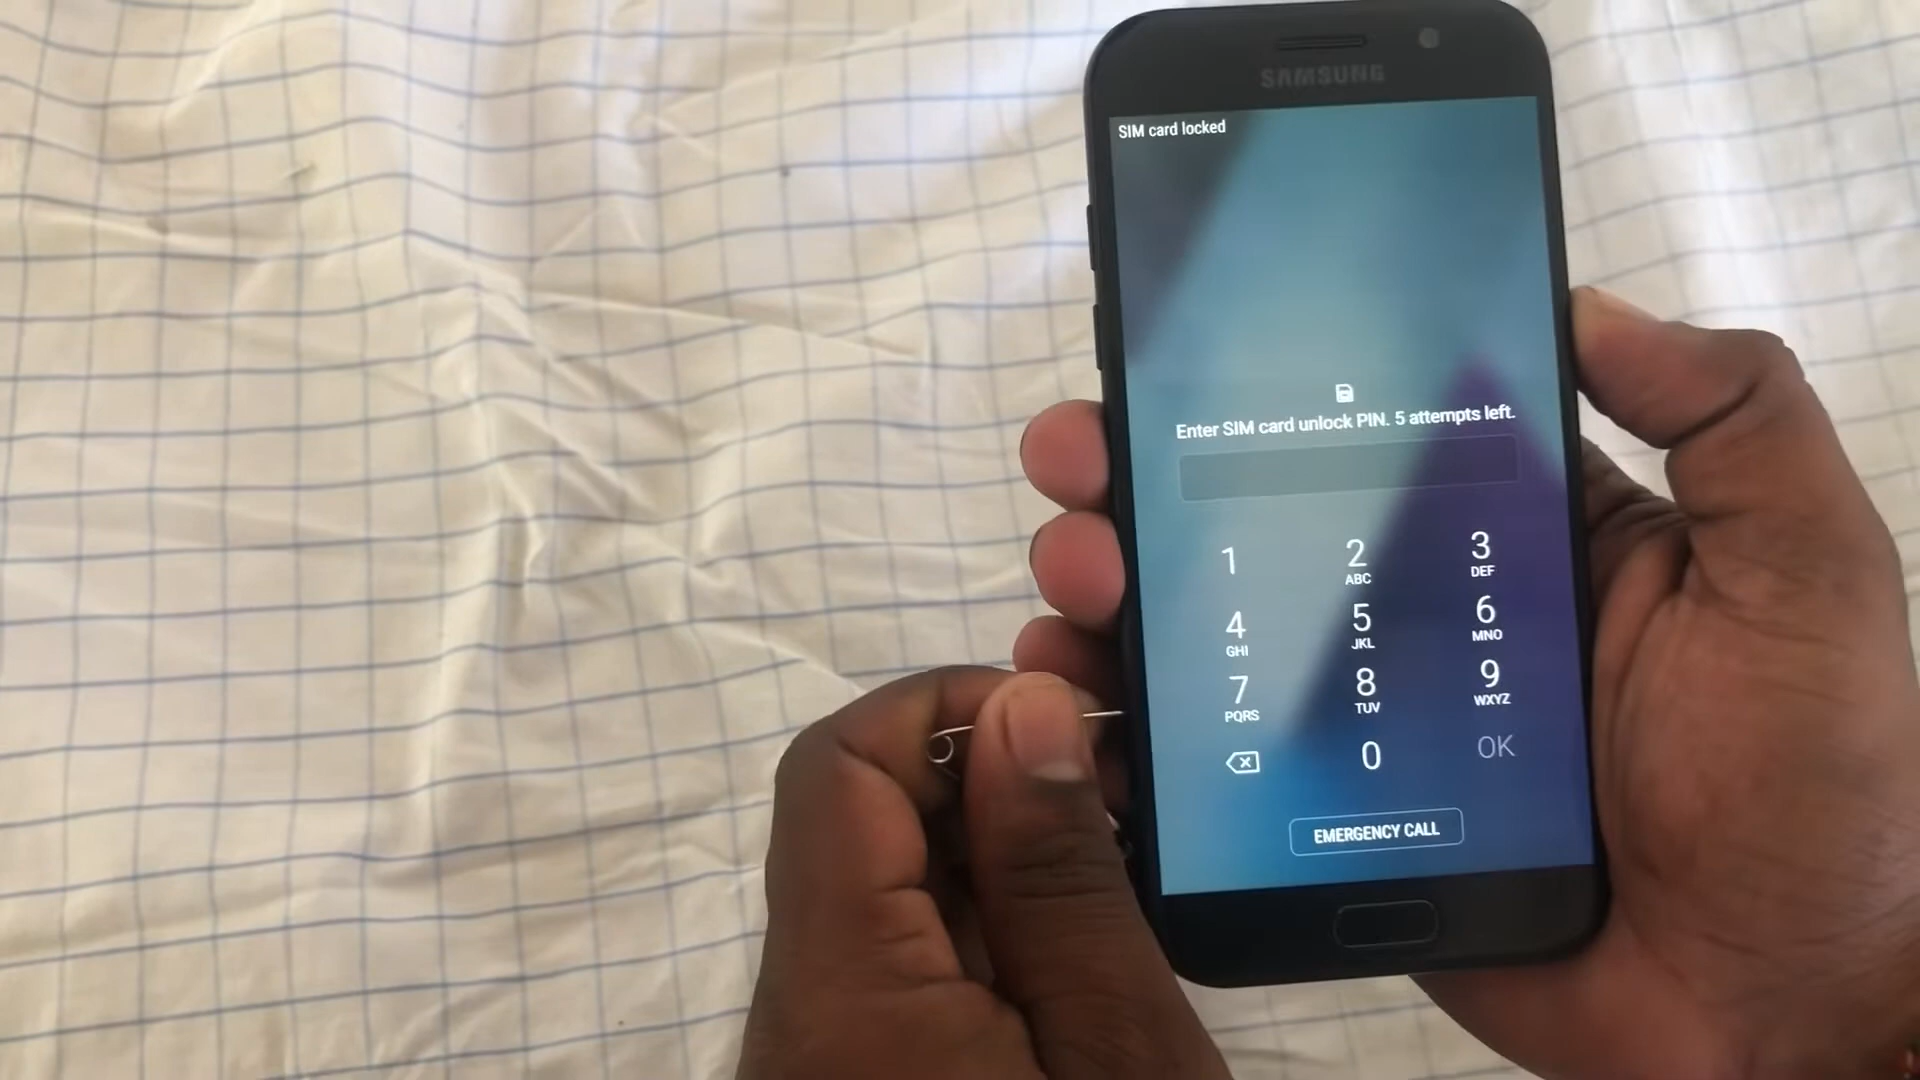 SAMSUNG
SIM card locked
Enter SIM card unlock PIN. 5 attempts left.
1 2 3
ABC DEF
4 5 6
GHI JKL MNO
7 8 9
PQRS TUV WXYZ
0 OK
EMERGENCY CALL